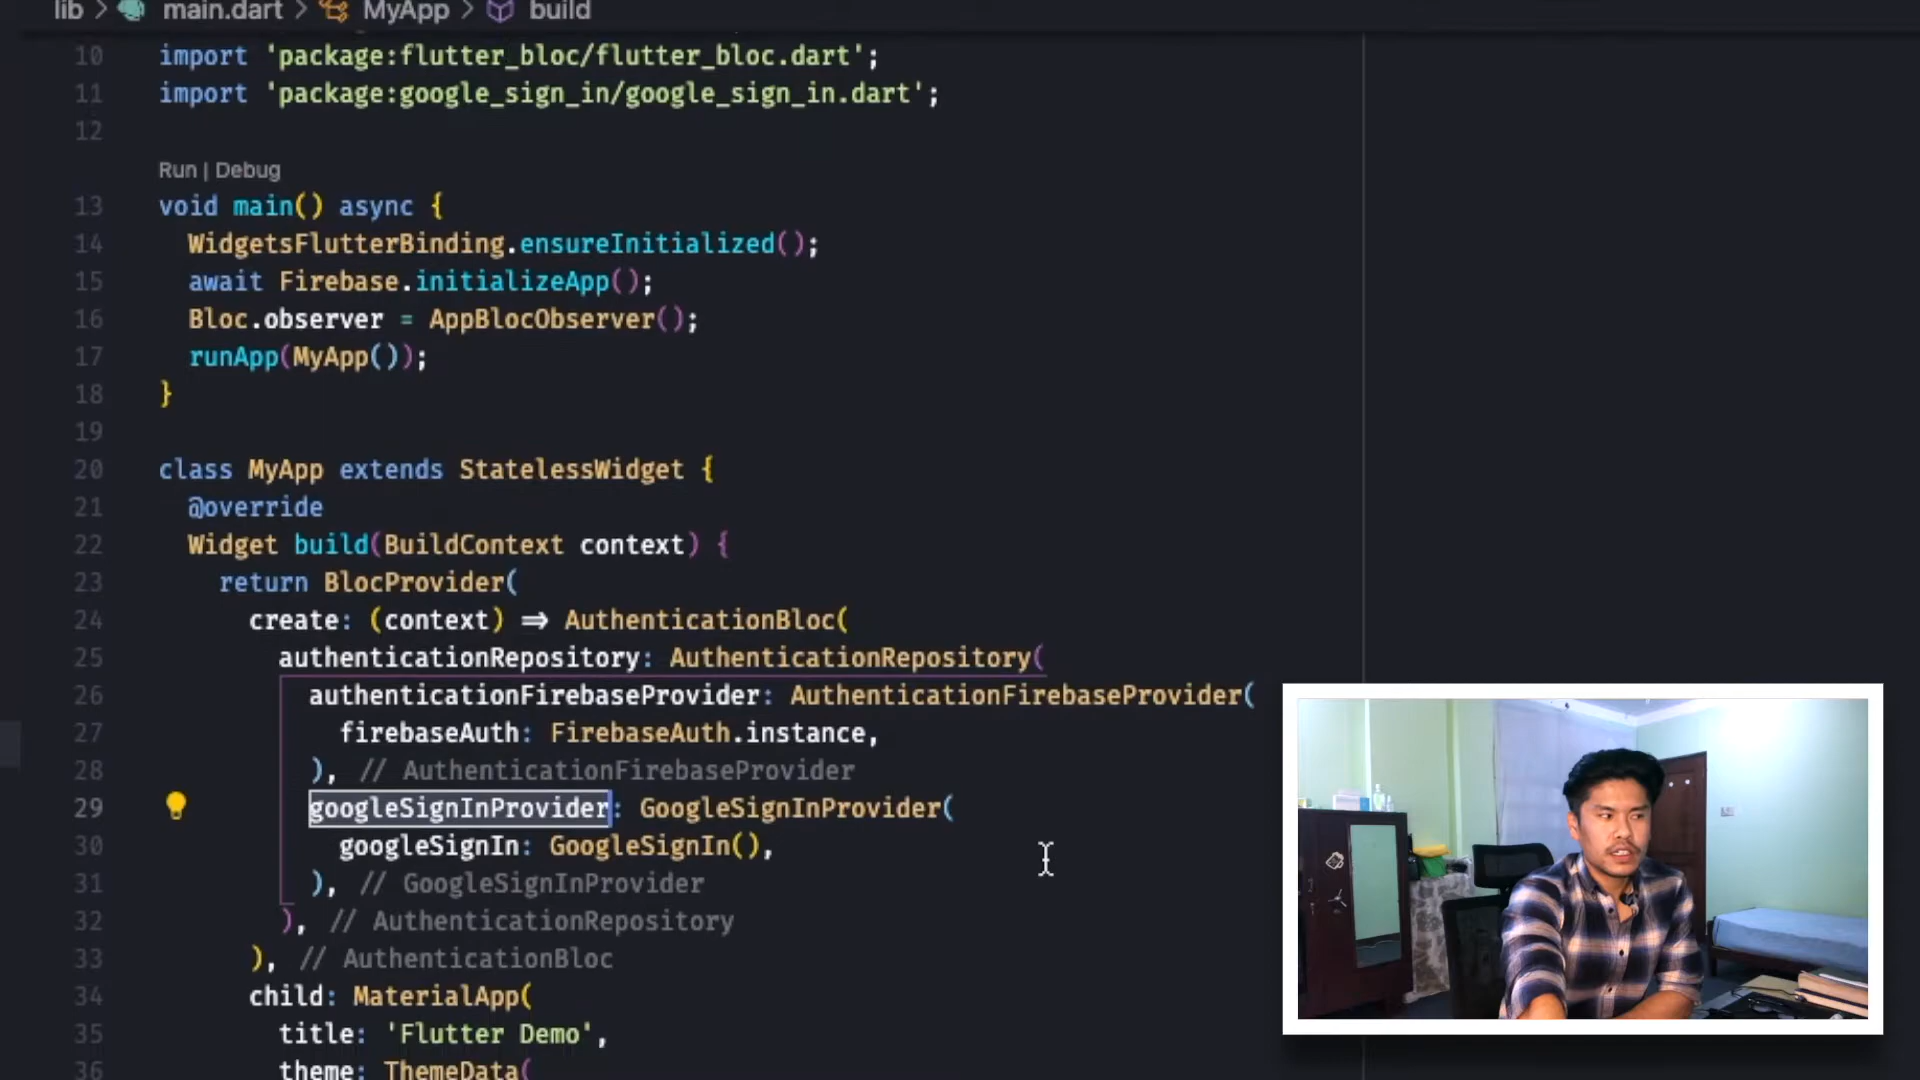 lib > main.dart > MyApp > build
10 import 'package:flutter_bloc/flutter_bloc.dart';
11 import 'package:google_sign_in/google_sign_in.dart';
12
Run | Debug
13 void main() async {
14 WidgetsFlutterBinding.ensureInitialized();
15 await Firebase.initializeApp();
16 Bloc.observer = AppBlocObserver();
17 runApp(MyApp());
18 }
19
20 class MyApp extends StatelessWidget {
21 @override
22 Widget build(BuildContext context) {
23 return BlocProvider(
24 create: (context) => AuthenticationBloc(
25 authenticationRepository: AuthenticationRepository(
26 authenticationFirebaseProvider: AuthenticationFirebaseProvider(
27 firebaseAuth: FirebaseAuth.instance,
28 ), // AuthenticationFirebaseProvider
29 googleSignInProvider: GoogleSignInProvider(
30 googleSignIn: GoogleSignIn(),
31 ), // GoogleSignInProvider
32 ), // AuthenticationRepository
33 ), // AuthenticationBloc
34 child: MaterialApp(
35 title: 'Flutter Demo',
36 theme: ThemeData(